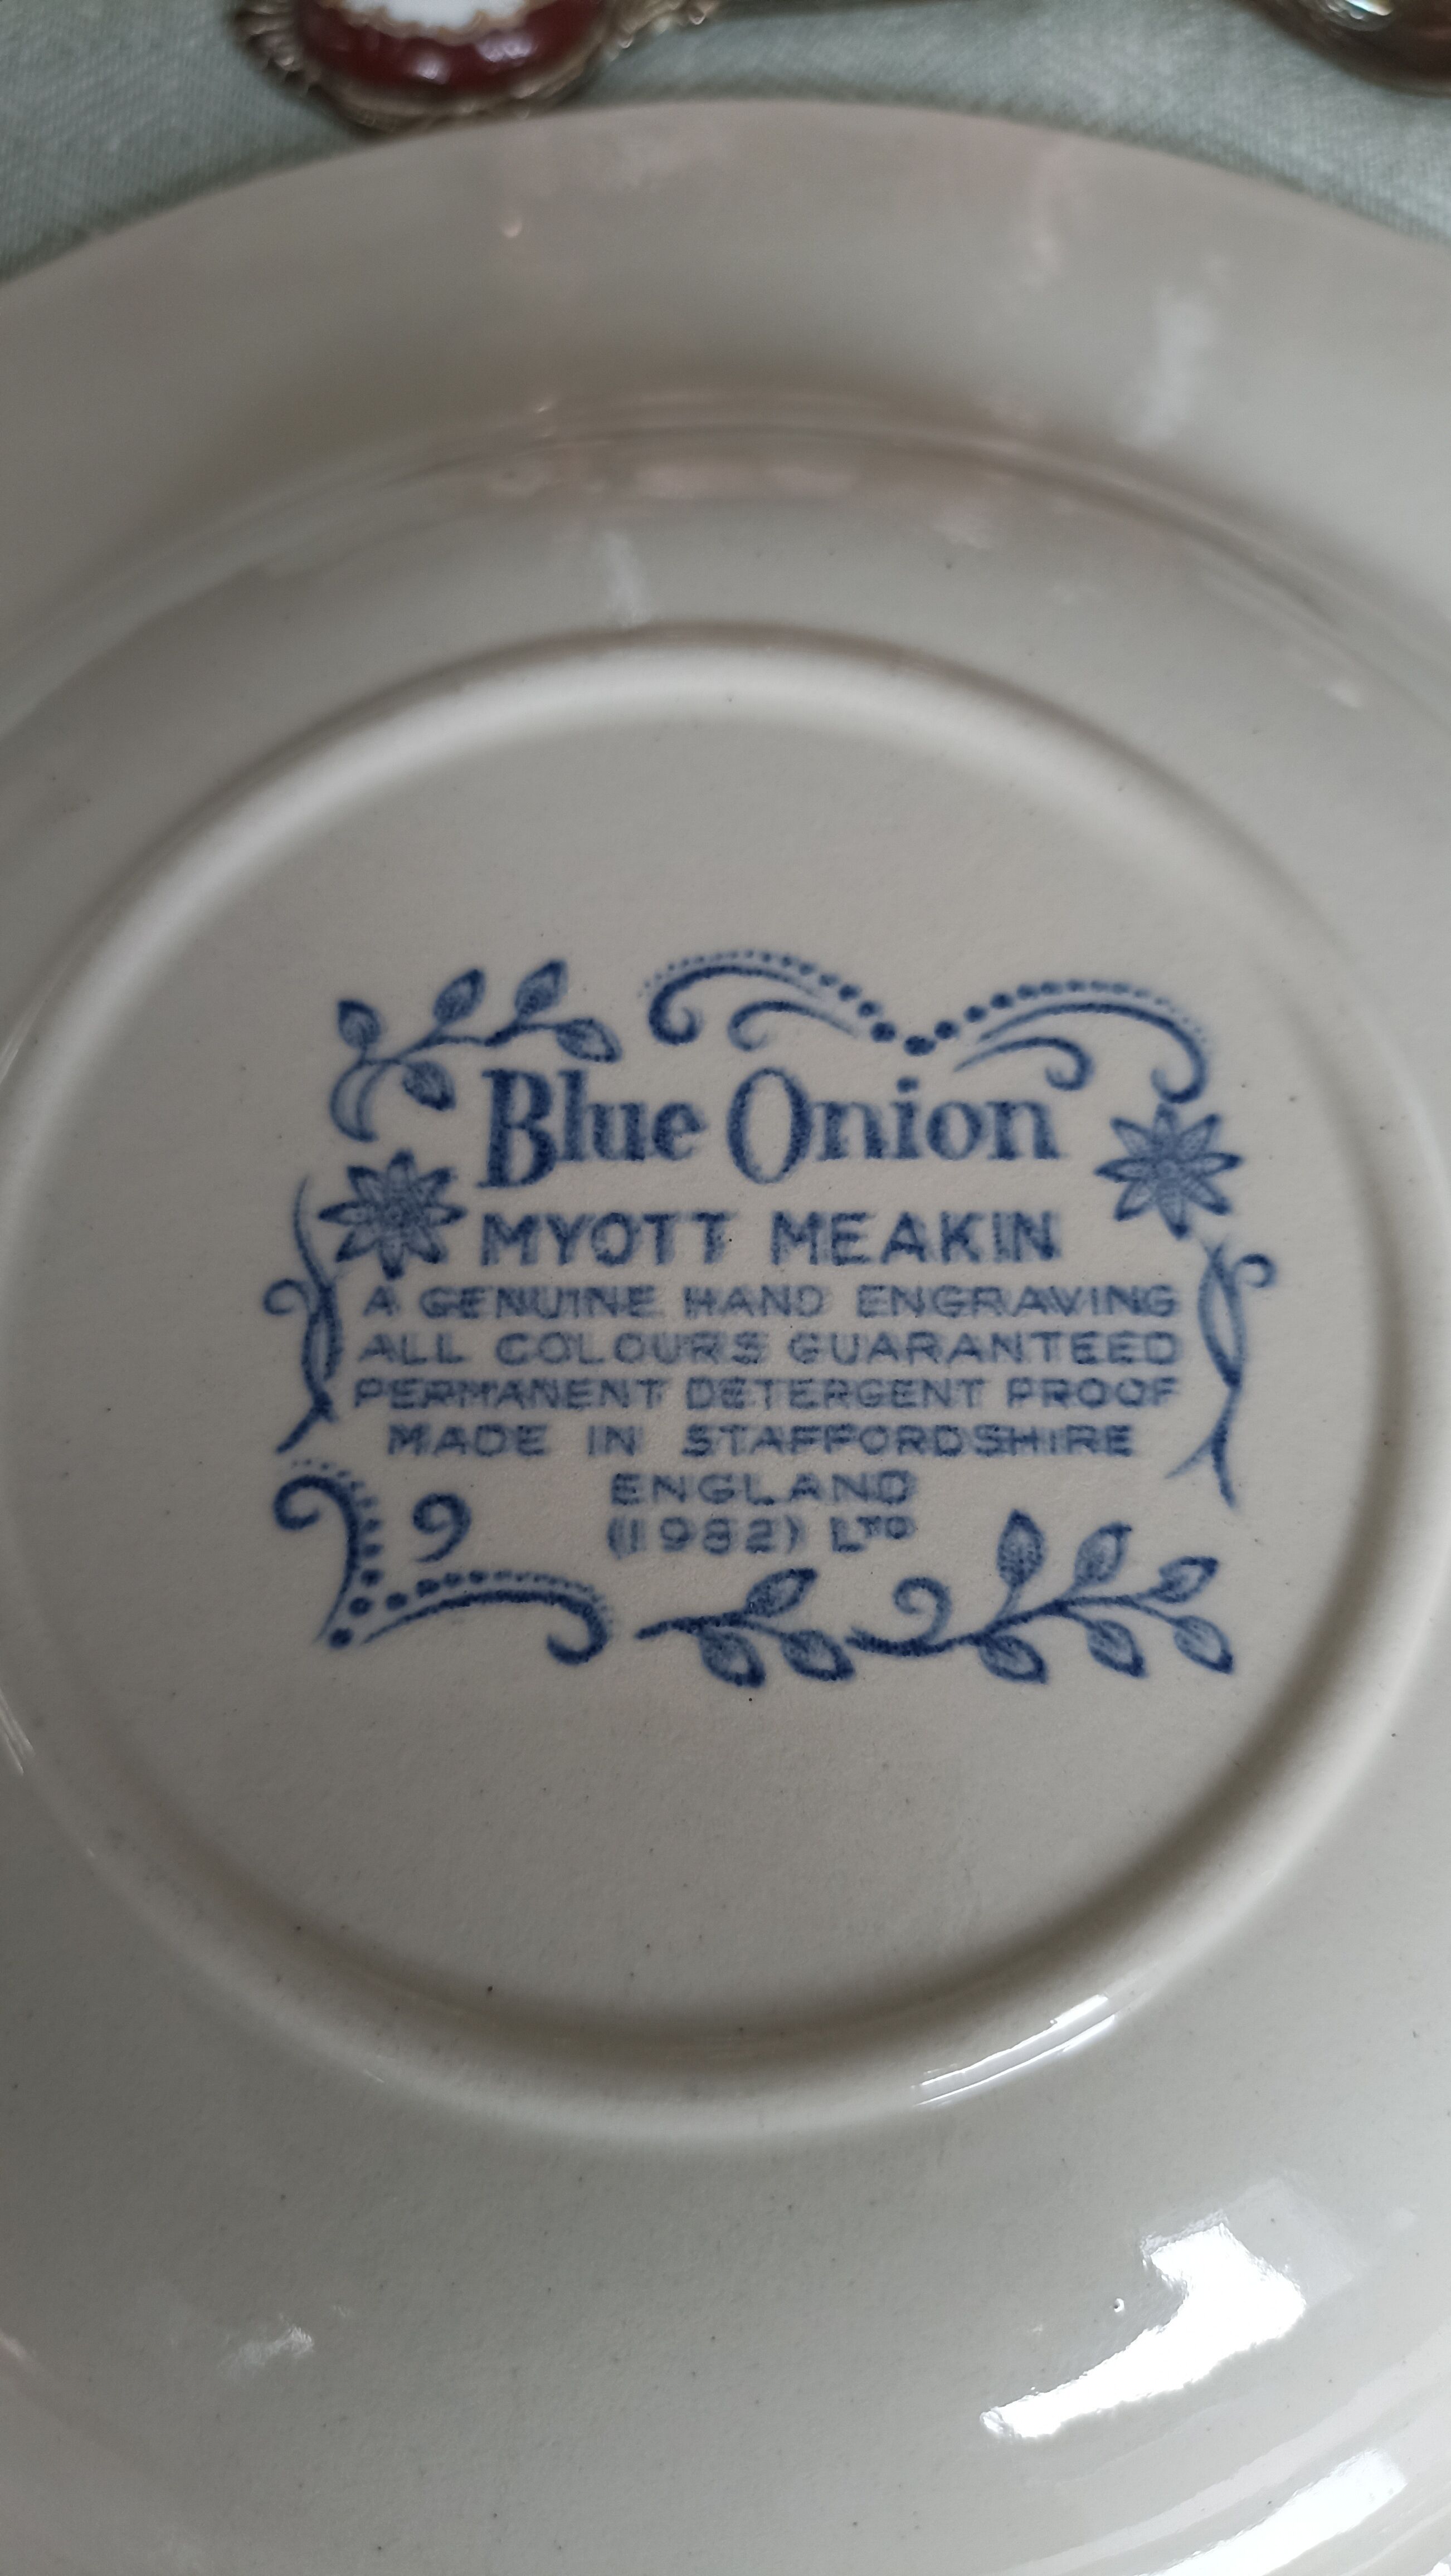 Blue Onion
MYOTT MEAKIN
A GENUINE HAND ENGRAVING
ALL COLOURS GUARANTEED
PERMANENT DETERGENT PROOF
MADE IN STAFFORDSHIRE
ENGLAND
(1982) LTD